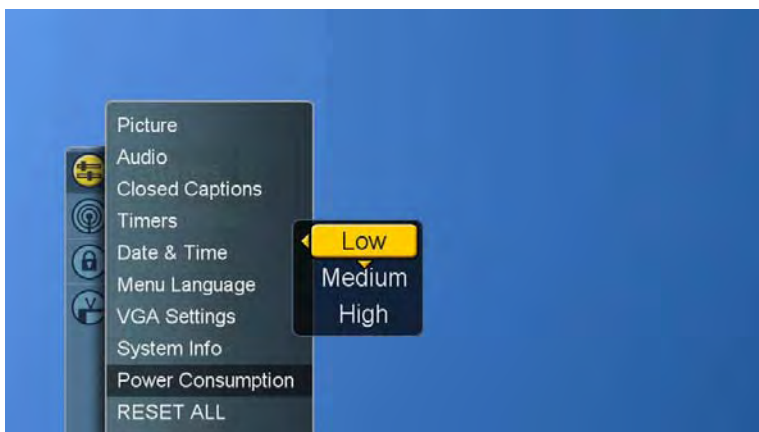 Picture
Audio
Closed Captions
Timers
Date & Time
Menu Language
VGA Settings
System Info
Power Consumption
RESET ALL
Low
Medium
High